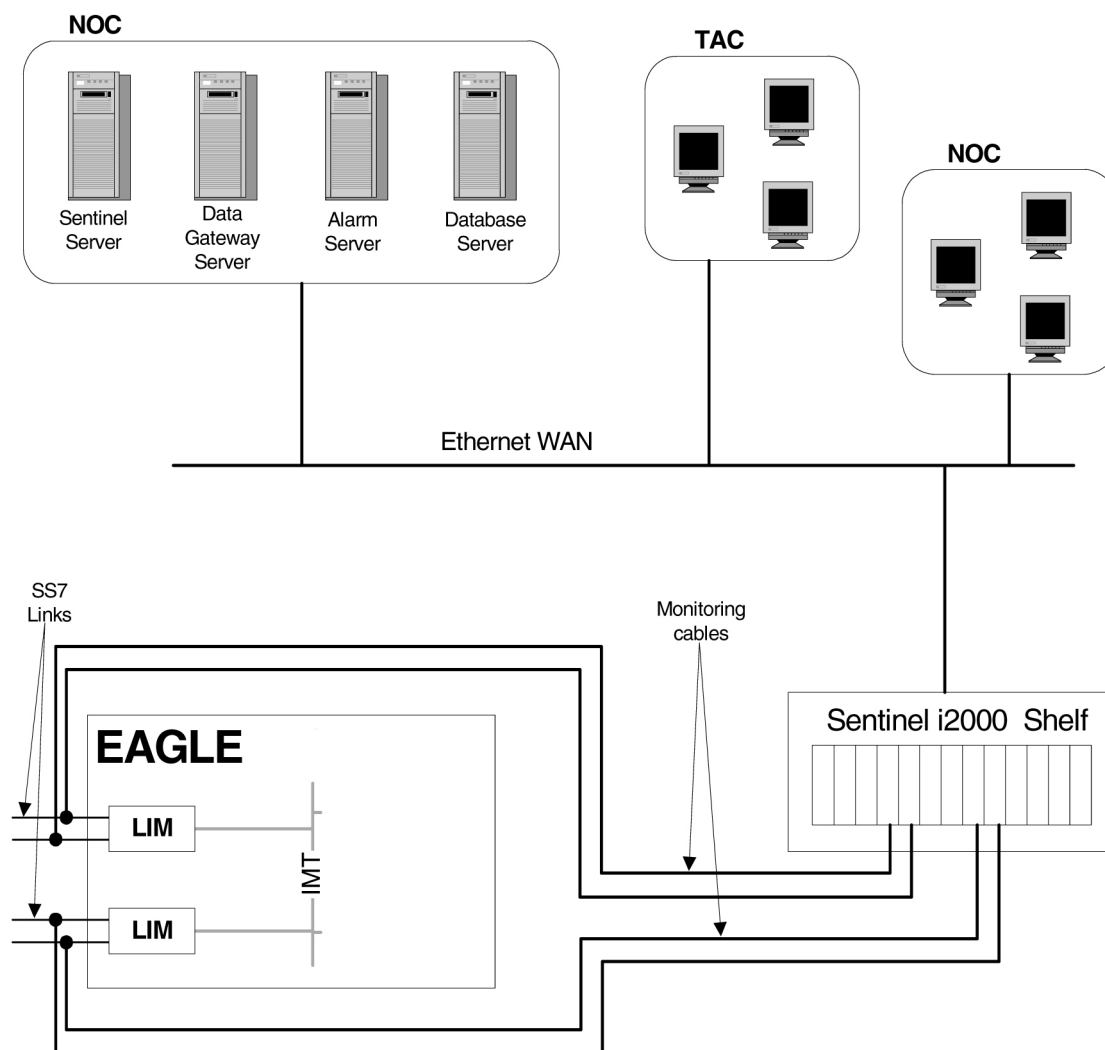 NOC
TAC
NOC
Sentinel
Server
Data
Gateway
Server
Alarm
Server
Database
Server
Ethernet WAN
SS7
Links
Monitoring
cables
Sentinel i2000 Shelf
EAGLE
LIM
IMT
LIM